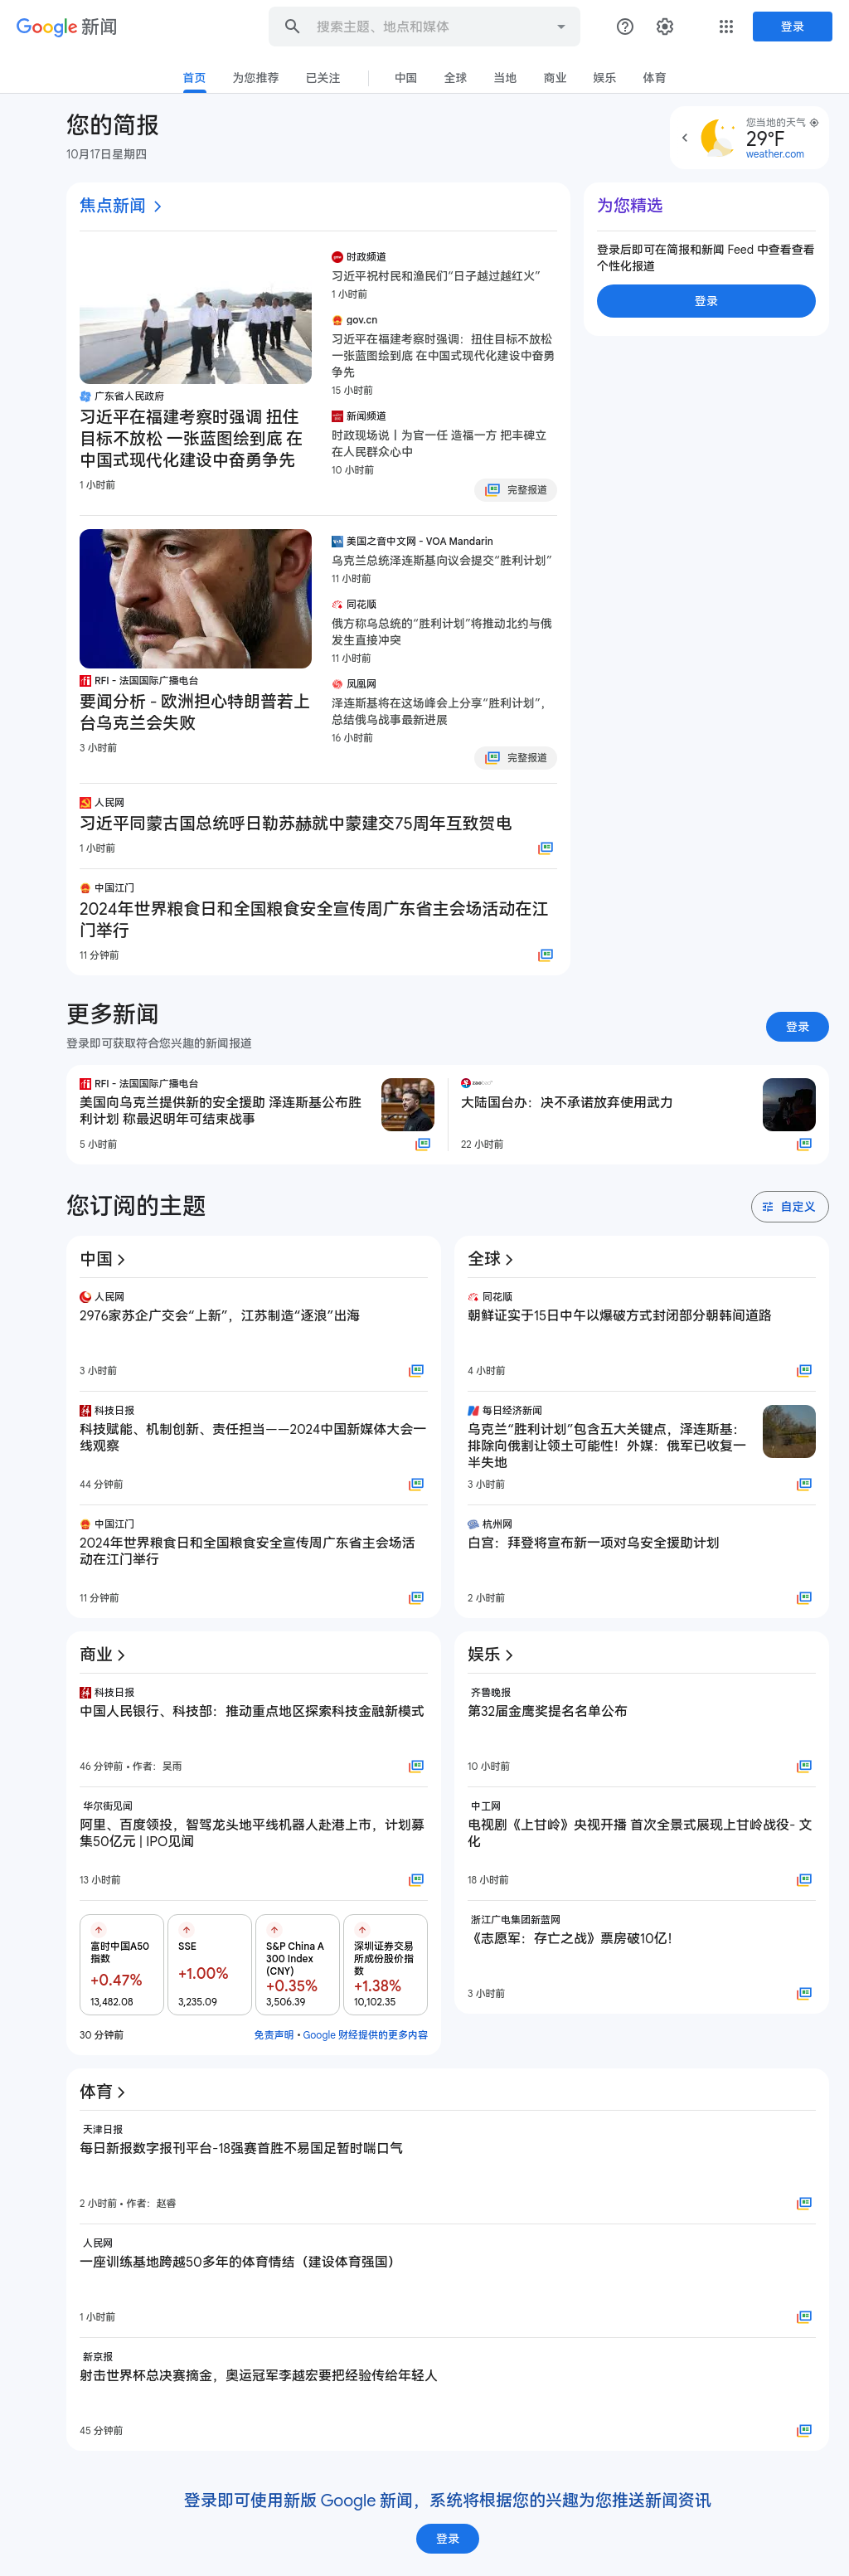 Google 新闻
搜索主题、地点和媒体
登录
首页
为您推荐
已关注
中国
全球
当地
商业
娱乐
体育
您的简报
10月17日星期四
您当地的天气
29°F
weather.com
焦点新闻
广东省人民政府
习近平在福建考察时强调 扭住
目标不放松 一张蓝图绘到底 在
中国式现代化建设中奋勇争先
1 小时前
时政频道
习近平祝村民和渔民们“日子越过越红火”
1 小时前
gov.cn
习近平在福建考察时强调：扭住目标不放松
一张蓝图绘到底 在中国式现代化建设中奋勇
争先
15 小时前
新闻频道
时政现场说丨为官一任 造福一方 把丰碑立
在人民群众心中
10 小时前
完整报道
RFI - 法国国际广播电台
要闻分析 - 欧洲担心特朗普若上
台乌克兰会失败
3 小时前
美国之音中文网 - VOA Mandarin
乌克兰总统泽连斯基向议会提交“胜利计划”
11 小时前
同花顺
俄方称乌总统的“胜利计划”将推动北约与俄
发生直接冲突
11 小时前
凤凰网
泽连斯基将在这场峰会上分享“胜利计划”，
总结俄乌战事最新进展
16 小时前
完整报道
人民网
习近平同蒙古国总统呼日勒苏赫就中蒙建交75周年互致贺电
1 小时前
中国江门
2024年世界粮食日和全国粮食安全宣传周广东省主会场活动在江
门举行
11 分钟前
为您精选
登录后即可在简报和新闻 Feed 中查看查看
个性化报道
登录
更多新闻
登录即可获取符合您兴趣的新闻报道
登录
RFI - 法国国际广播电台
美国向乌克兰提供新的安全援助 泽连斯基公布胜
利计划 称最迟明年可结束战事
5 小时前
大陆国台办：决不承诺放弃使用武力
22 小时前
您订阅的主题
自定义
中国
人民网
2976家苏企广交会“上新”，江苏制造“逐浪”出海
3 小时前
科技日报
科技赋能、机制创新、责任担当——2024中国新媒体大会一
线观察
44 分钟前
中国江门
2024年世界粮食日和全国粮食安全宣传周广东省主会场活
动在江门举行
11 分钟前
全球
同花顺
朝鲜证实于15日中午以爆破方式封闭部分朝韩间道路
4 小时前
每日经济新闻
乌克兰“胜利计划”包含五大关键点，泽连斯基：
排除向俄割让领土可能性！外媒：俄军已收复一
半失地
3 小时前
杭州网
白宫：拜登将宣布新一项对乌安全援助计划
2 小时前
商业
科技日报
中国人民银行、科技部：推动重点地区探索科技金融新模式
46 分钟前 • 作者：吴雨
华尔街见闻
阿里、百度领投，智驾龙头地平线机器人赴港上市，计划募
集50亿元 | IPO见闻
13 小时前
富时中国A50
指数
+0.47%
13,482.08
SSE
+1.00%
3,235.09
S&P China A
300 Index
(CNY)
+0.35%
3,506.39
深圳证券交易
所成份股价指
数
+1.38%
10,102.35
30 分钟前
免责声明 • Google 财经提供的更多内容
娱乐
齐鲁晚报
第32届金鹰奖提名名单公布
10 小时前
中工网
电视剧《上甘岭》央视开播 首次全景式展现上甘岭战役- 文
化
18 小时前
浙江广电集团新蓝网
《志愿军：存亡之战》票房破10亿！
3 小时前
体育
天津日报
每日新报数字报刊平台-18强赛首胜不易国足暂时喘口气
2 小时前 • 作者：赵睿
人民网
一座训练基地跨越50多年的体育情结（建设体育强国）
1 小时前
新京报
射击世界杯总决赛摘金，奥运冠军李越宏要把经验传给年轻人
45 分钟前
登录即可使用新版 Google 新闻，系统将根据您的兴趣为您推送新闻资讯
登录